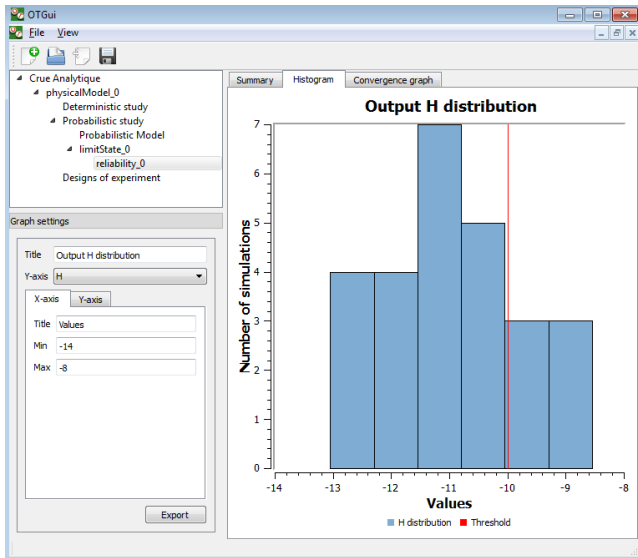 OTGui
File View
Crue Analytique
physicalModel_0
Deterministic study
Probabilistic study
Probabilistic Model
limitState_0
reliability_0
Designs of experiment
Graph settings
Title Output H distribution
Y-axis H
X-axis Y-axis
Title Values
Min -14
Max -8
Export
Summary Histogram Convergence graph
Output H distribution
Number of simulations
7
6
5
4
3
2
1
0
-14 -13 -12 -11 -10 -9 -8
Values
H distribution Threshold